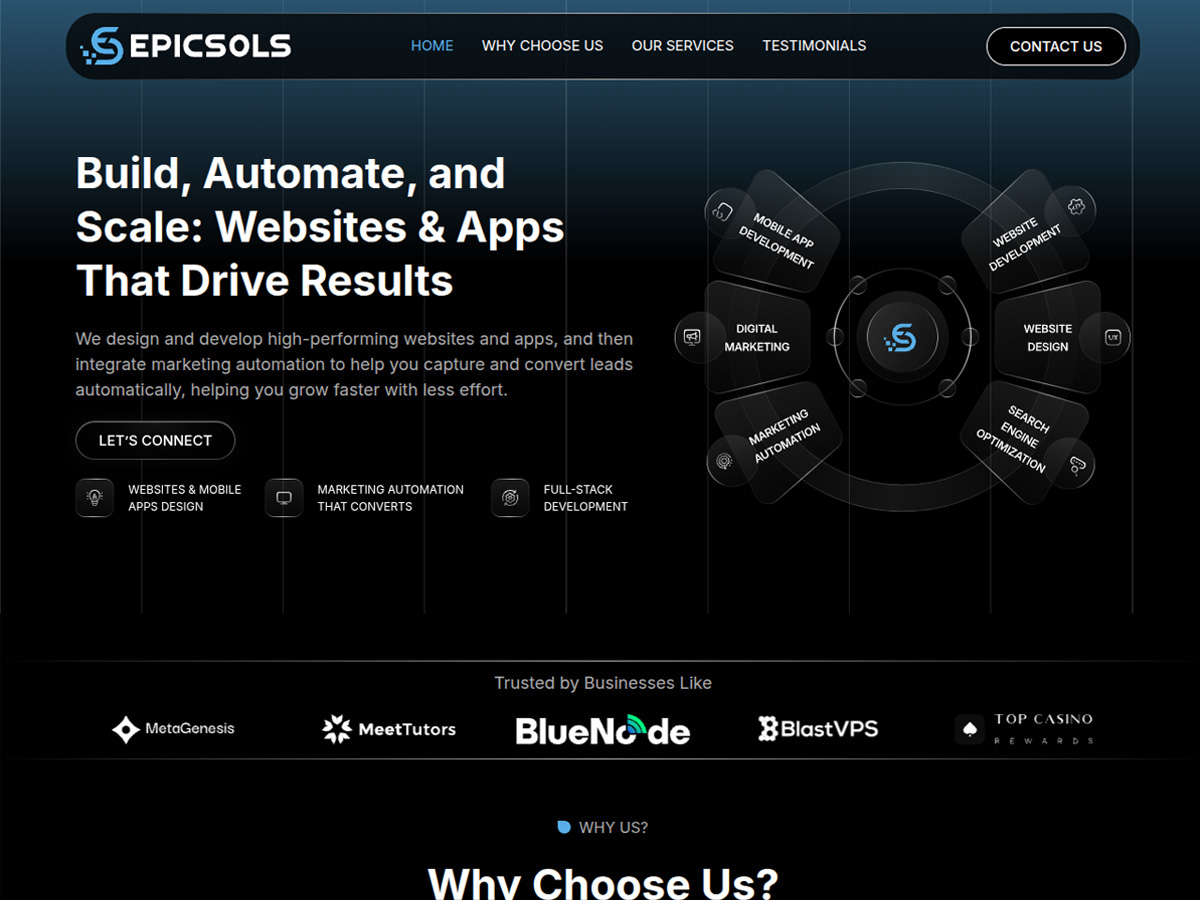 EPICSOLS
HOME
WHY CHOOSE US
OUR SERVICES
TESTIMONIALS
CONTACT US
Build, Automate, and
Scale: Websites & Apps
That Drive Results
We design and develop high-performing websites and apps, and then
integrate marketing automation to help you capture and convert leads
automatically, helping you grow faster with less effort.
LET'S CONNECT
WEBSITES & MOBILE
APPS DESIGN
MARKETING AUTOMATION
THAT CONVERTS
FULL-STACK
DEVELOPMENT
MOBILE APP
DEVELOPMENT
WEBSITE
DEVELOPMENT
DIGITAL
MARKETING
WEBSITE
DESIGN
UX
MARKETING
AUTOMATION
SEARCH
ENGINE
OPTIMIZATION
Trusted by Businesses Like
MetaGenesis
MeetTutors
BlueNode
BlastVPS
TOP CASINO
REWARDS
WHY US?
Why Choose Us?